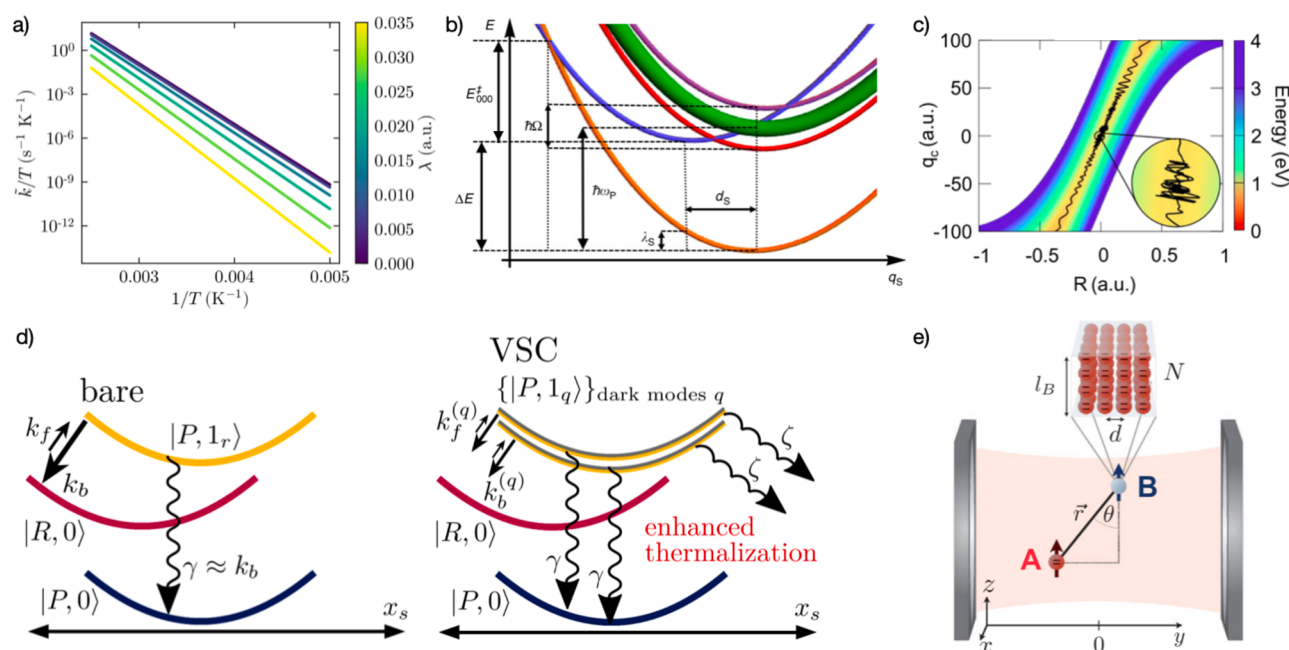 a)
10⁰
10⁻³
10⁻⁶
10⁻⁹
10⁻¹²
k̃/T (s⁻¹ K⁻¹)
0.003
0.004
0.005
1/T (K⁻¹)
0.035
0.030
0.025
0.020
0.015
0.010
0.005
0.000
λ (a.u.)
b)
E
E‡₀₀₀
ħΩ
ΔE
ħωP
dS
λS
qS
c)
100
50
0
-50
-100
qc (a.u.)
-1
-0.5
0
0.5
1
R (a.u.)
4
3
2
1
0
Energy (eV)
d)
bare
kf
kb
|P, 1r⟩
|R, 0⟩
γ ≈ kb
|P, 0⟩
xs
VSC
{|P, 1q⟩}dark modes q
kf(q)
kb(q)
ζ
ζ
|R, 0⟩
enhanced
thermalization
γ
γ
|P, 0⟩
xs
e)
lB
N
d
B
r⃗
θ
A
z
x
0
y